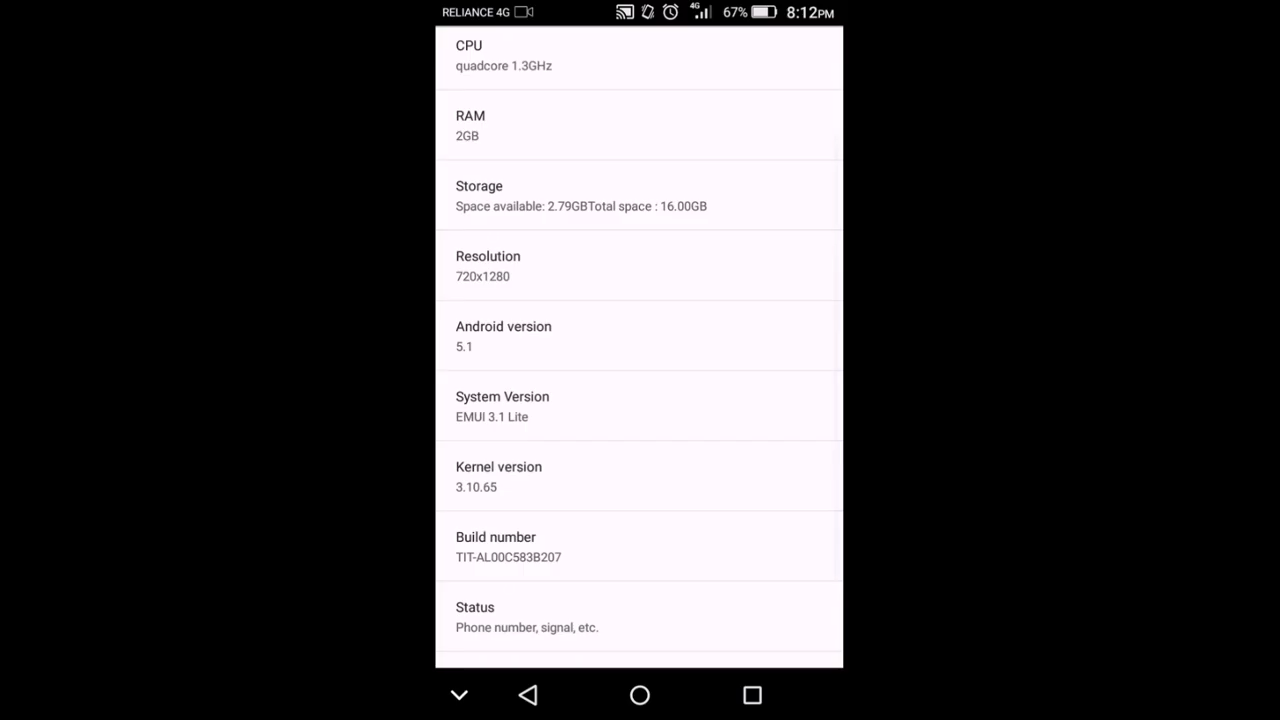 RELIANCE 4G 4G 67% 8:12PM
CPU
quadcore 1.3GHz
RAM
2GB
Storage
Space available: 2.79GBTotal space : 16.00GB
Resolution
720x1280
Android version
5.1
System Version
EMUI 3.1 Lite
Kernel version
3.10.65
Build number
TIT-AL00C583B207
Status
Phone number, signal, etc.